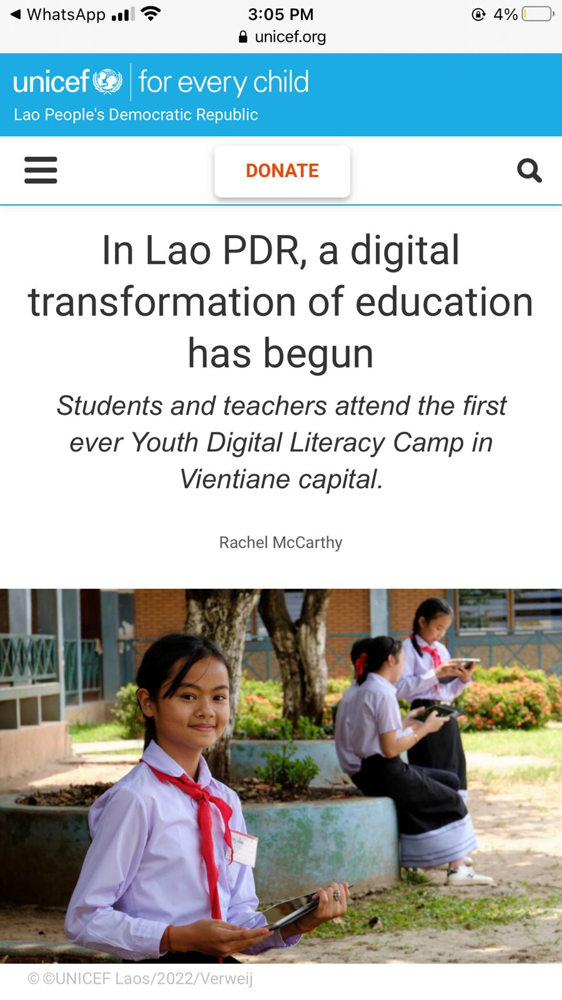 WhatsApp 3:05 PM 4%
unicef.org
unicef for every child
Lao People's Democratic Republic
DONATE
In Lao PDR, a digital
transformation of education
has begun
Students and teachers attend the first
ever Youth Digital Literacy Camp in
Vientiane capital.
Rachel McCarthy
© ©UNICEF Laos/2022/Verweij